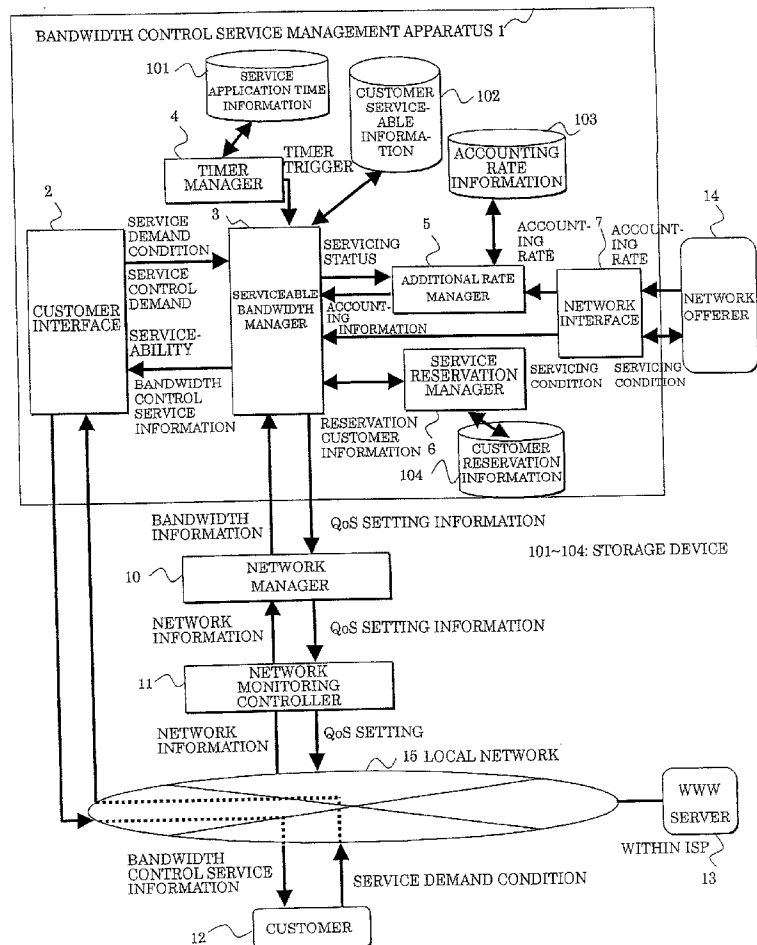 BANDWIDTH CONTROL SERVICE MANAGEMENT APPARATUS 1
101
SERVICE
APPLICATION TIME
INFORMATION
CUSTOMER
SERVICE-
ABLE
INFORMA-
TION
102
4
TIMER
MANAGER
TIMER
TRIGGER
103
ACCOUNTING
RATE
INFORMATION
2
CUSTOMER
INTERFACE
SERVICE
DEMAND
CONDITION
SERVICE
CONTROL
DEMAND
SERVICE-
ABILITY
BANDWIDTH
CONTROL
SERVICE
INFORMATION
3
SERVICEABLE
BANDWIDTH
MANAGER
SERVICING
STATUS
5
ADDITIONAL RATE
MANAGER
ACCOUNT-
ING
INFORMATION
ACCOUNT-
ING
RATE
7
NETWORK
INTERFACE
ACCOUNT-
ING
RATE
14
NETWORK
OFFERER
SERVICING
CONDITION
SERVICING
CONDITION
SERVICE
RESERVATION
MANAGER
6
RESERVATION
CUSTOMER
INFORMATION
104
CUSTOMER
RESERVATION
INFORMATION
BANDWIDTH
INFORMATION
QoS SETTING INFORMATION
101~104: STORAGE DEVICE
10
NETWORK
MANAGER
NETWORK
INFORMATION
QoS SETTING INFORMATION
11
NETWORK
MONITORING
CONTROLLER
NETWORK
INFORMATION
QoS SETTING
15 LOCAL NETWORK
WWW
SERVER
WITHIN ISP
13
BANDWIDTH
CONTROL SERVICE
INFORMATION
SERVICE DEMAND CONDITION
12
CUSTOMER